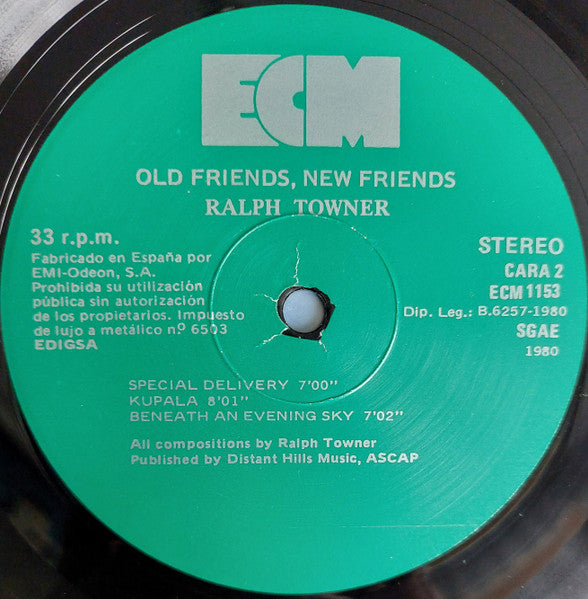 ECM
OLD FRIENDS, NEW FRIENDS
RALPH TOWNER
33 r.p.m.
Fabricado en España por
EMI-Odeon, S.A.
Prohibida su utilización
pública sin autorización
de los propietarios. Impuesto
de lujo a metálico nº 6503
EDIGSA
STEREO
CARA 2
ECM 1153
Dip. Leg.: B.6257-1980
SGAE
1980
SPECIAL DELIVERY 7'00"
KUPALA 8'01"
BENEATH AN EVENING SKY 7'02"
All compositions by Ralph Towner
Published by Distant Hills Music, ASCAP